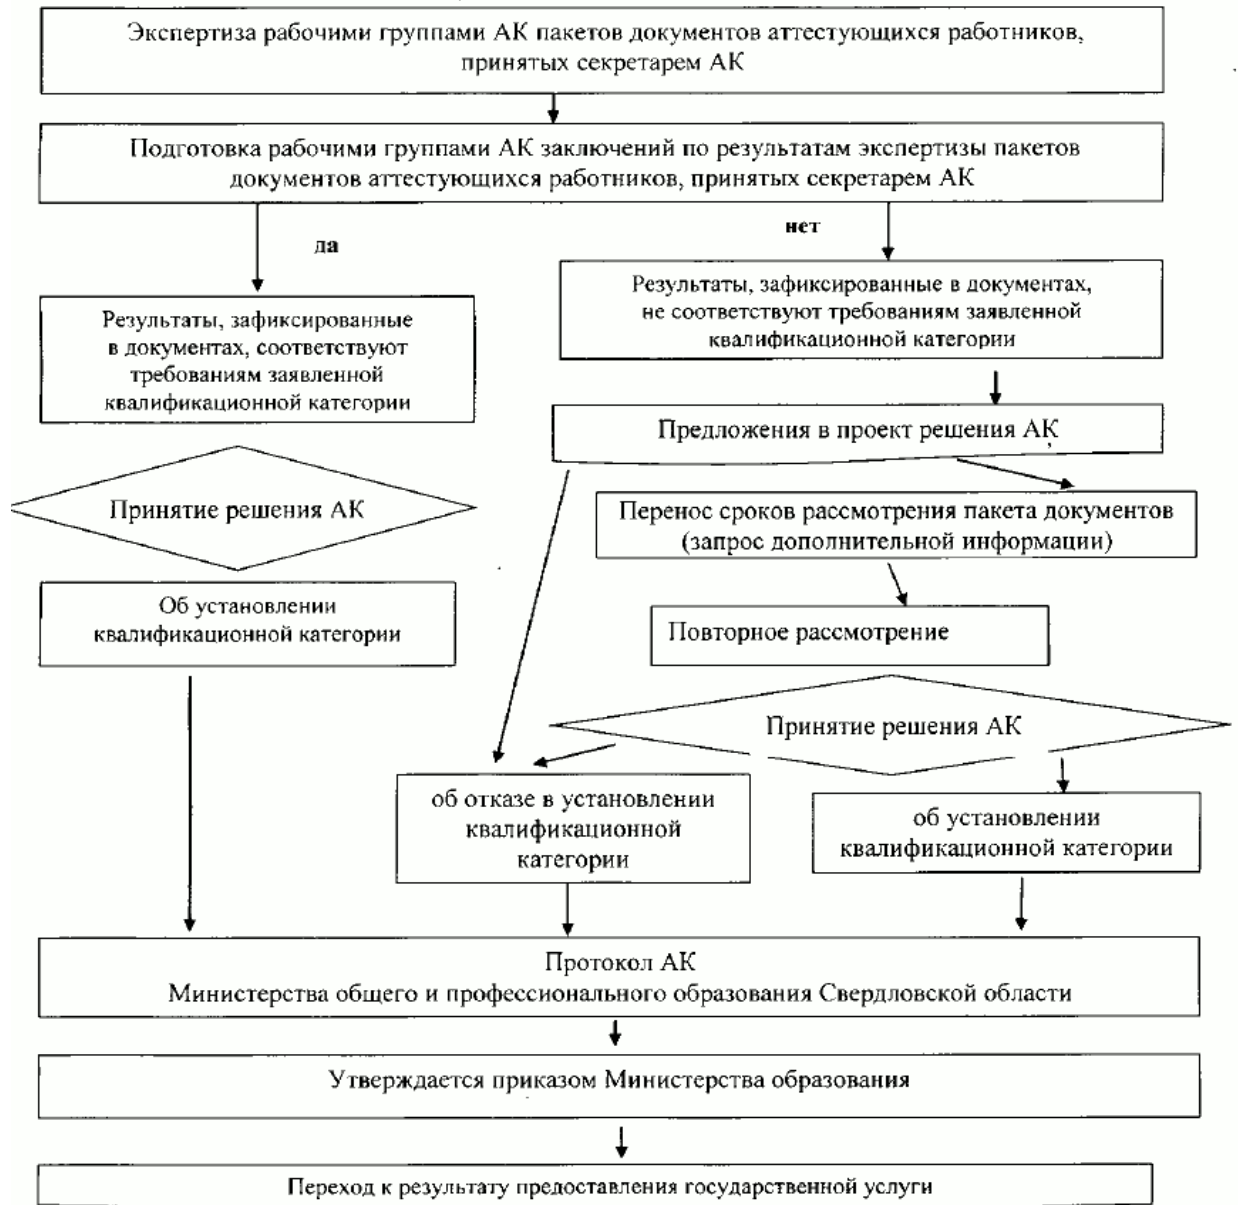 Экспертиза рабочими группами АК пакетов документов аттестующихся работников,
принятых секретарем АК
Подготовка рабочими группами АК заключений по результатам экспертизы пакетов
документов аттестующихся работников, принятых секретарем АК
да
нет
Результаты, зафиксированные
в документах, соответствуют
требованиям заявленной
квалификационной категории
Результаты, зафиксированные в документах,
не соответствуют требованиям заявленной
квалификационной категории
Предложения в проект решения АК
Принятие решения АК
Перенос сроков рассмотрения пакета документов
(запрос дополнительной информации)
Об установлении
квалификационной категории
Повторное рассмотрение
Принятие решения АК
об отказе в установлении
квалификационной
категории
об установлении
квалификационной категории
Протокол АК
Министерства общего и профессионального образования Свердловской области
Утверждается приказом Министерства образования
Переход к результату предоставления государственной услуги